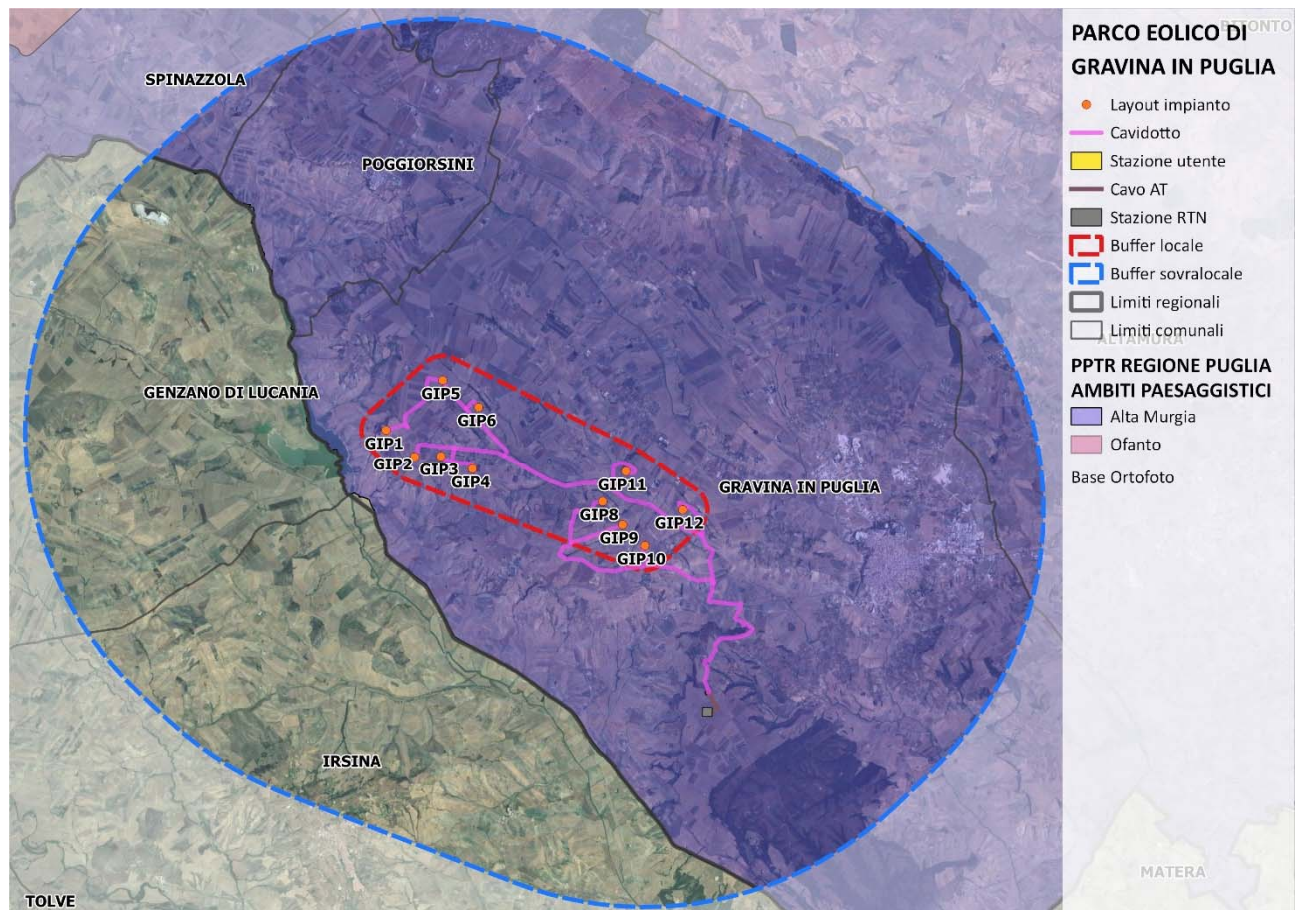 SPINAZZOLA
POGGIORSINI
GENZANO DI LUCANIA
GIP5
GIP6
GIP1
GIP2
GIP3
GIP4
GIP11
GRAVINA IN PUGLIA
GIP8
GIP12
GIP9
GIP10
IRSINA
TOLVE
BITONTO
PARCO EOLICO DI
GRAVINA IN PUGLIA
Layout impianto
Cavidotto
Stazione utente
Cavo AT
Stazione RTN
Buffer locale
Buffer sovralocale
Limiti regionali
Limiti comunali
ALTAMURA
PPTR REGIONE PUGLIA
AMBITI PAESAGGISTICI
Alta Murgia
Ofanto
Base Ortofoto
MATERA